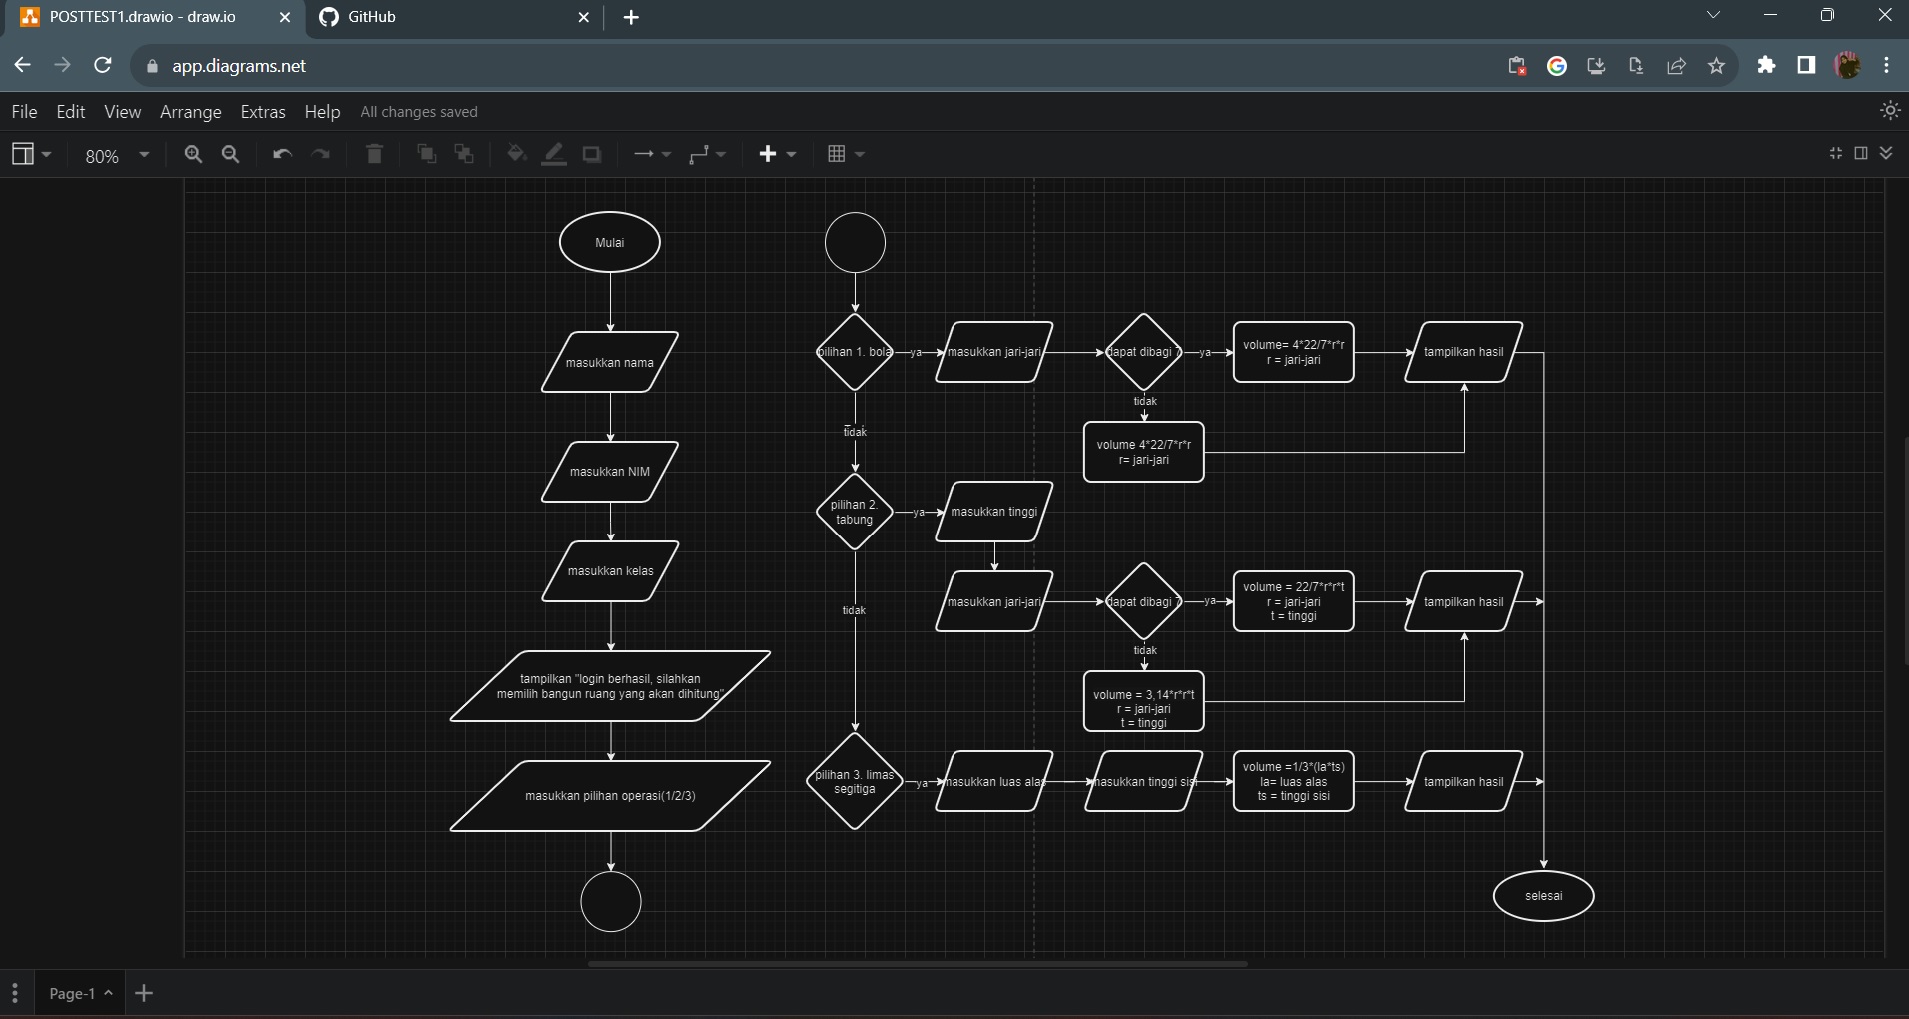 POSTTEST1.drawio - draw.io
GitHub
app.diagrams.net
File Edit View Arrange Extras Help All changes saved
80%
Mulai
masukkan nama
masukkan NIM
masukkan kelas
tampilkan "login berhasil, silahkan
memilih bangun ruang yang akan dihitung"
masukkan pilihan operasi(1/2/3)
pilihan 1. bola
ya
masukkan jari-jari
dapat dibagi 7
ya
volume= 4*22/7*r*r
r = jari-jari
tampilkan hasil
tidak
volume 4*22/7*r*r
r= jari-jari
tidak
pilihan 2.
tabung
ya
masukkan tinggi
masukkan jari-jari
dapat dibagi 7
ya
volume = 22/7*r*r*t
r = jari-jari
t = tinggi
tampilkan hasil
tidak
volume = 3,14*r*r*t
r = jari-jari
t = tinggi
tidak
pilihan 3. limas
segitiga
ya
masukkan luas alas
masukkan tinggi sisi
volume =1/3*(la*ts)
la= luas alas
ts = tinggi sisi
tampilkan hasil
selesai
Page-1